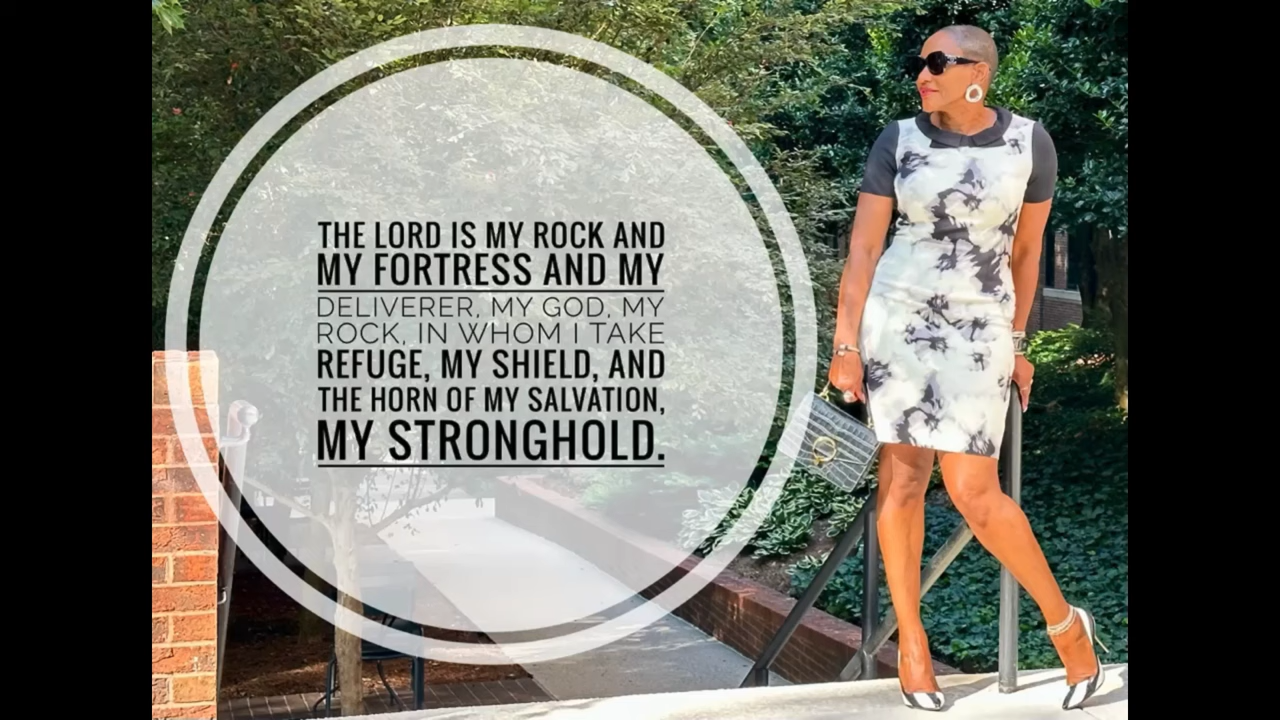 THE LORD IS MY ROCK AND
MY FORTRESS AND MY
DELIVERER, MY GOD, MY
ROCK, IN WHOM I TAKE
REFUGE, MY SHIELD, AND
THE HORN OF MY SALVATION,
MY STRONGHOLD.